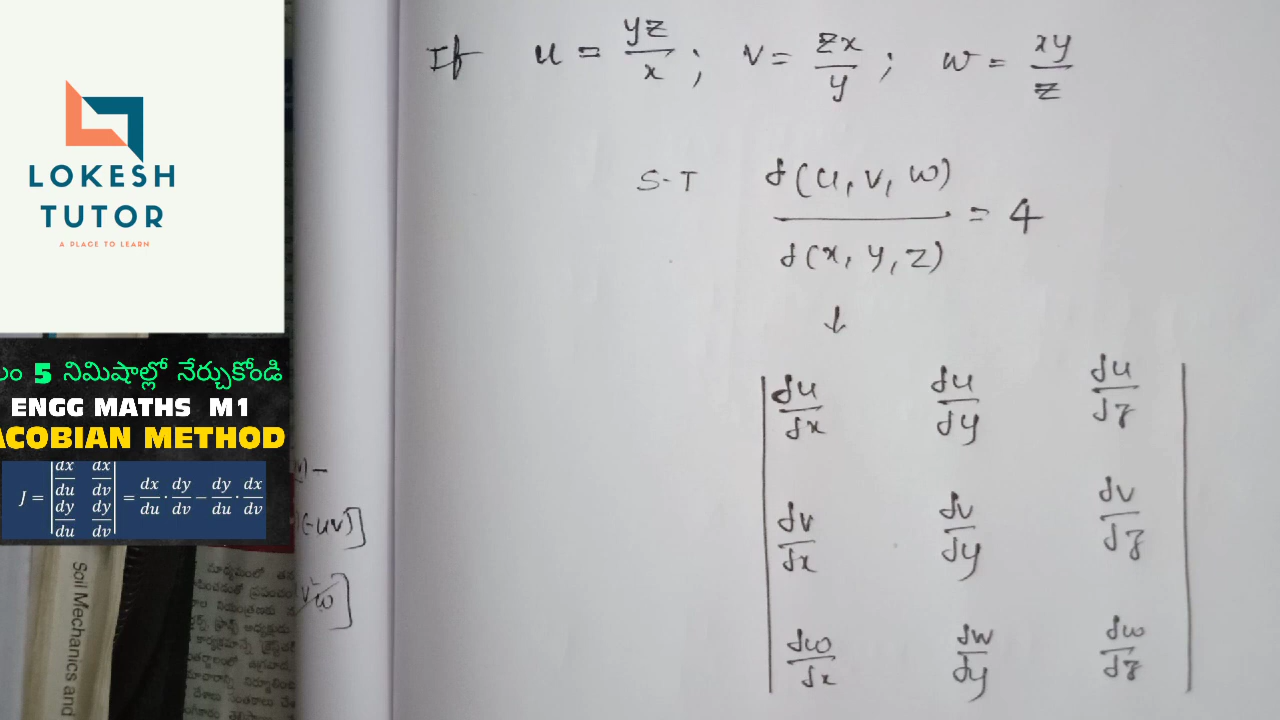 If u = yz/x ; v = zx/y ; w = xy/z
S-T ∂(u, v, w)/∂(x, y, z) = 4
↓
∂u/∂x ∂u/∂y ∂u/∂z
∂v/∂x ∂v/∂y ∂v/∂z
∂w/∂x ∂w/∂y ∂w/∂z
LOKESH
TUTOR
A PLACE TO LEARN
5 నిమిషాల్లో నేర్చుకోండి
ENGG MATHS M1
ACOBIAN METHOD
J = |dx/du dx/dv| = dx/du · dy/dv − dy/du · dx/dv
|dy/du dy/dv|
(-uv)]
Soil Mechanics and